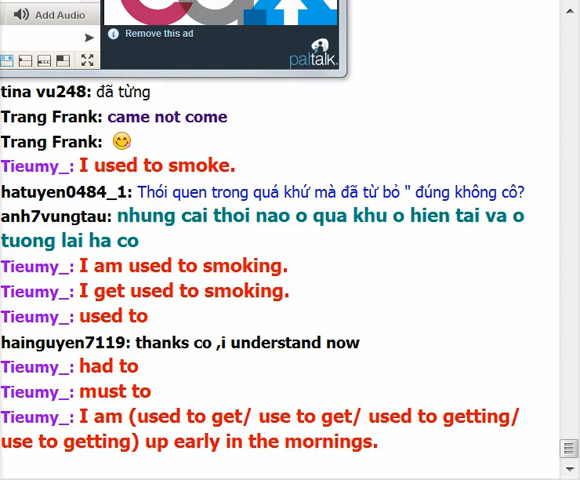 Add Audio
Remove this ad
paltalk
tina vu248: đã từng
Trang Frank: came not come
Trang Frank: 😋
Tieumy_: I used to smoke.
hatuyen0484_1: Thói quen trong quá khứ mà đã từ bỏ " đúng không cô?
anh7vungtau: nhung cai thoi nao o qua khu o hien tai va o
tuong lai ha co
Tieumy_: I am used to smoking.
Tieumy_: I get used to smoking.
Tieumy_: used to
hainguyen7119: thanks co ,i understand now
Tieumy_: had to
Tieumy_: must to
Tieumy_: I am (used to get/ use to get/ used to getting/
use to getting) up early in the mornings.